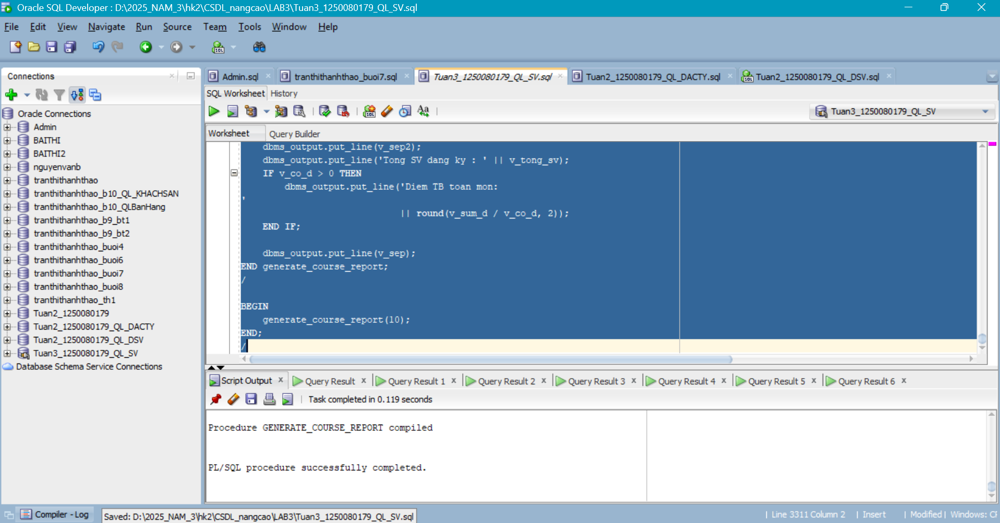 Oracle SQL Developer : D:\2025_NAM_3\hk2\CSDL_nangcao\LAB3\Tuan3_1250080179_QL_SV.sql
File Edit View Navigate Run Source Team Tools Window Help
Connections
Oracle Connections
Admin
BAITHI
BAITHI2
nguyenvanb
tranthithanhthao
tranthithanhthao_b10_QL_KHACHSAN
tranthithanhthao_b10_QLBanHang
tranthithanhthao_b9_bt1
tranthithanhthao_b9_bt2
tranthithanhthao_buoi4
tranthithanhthao_buoi6
tranthithanhthao_buoi7
tranthithanhthao_buoi8
tranthithanhthao_th1
Tuan2_1250080179
Tuan2_1250080179_QL_DACTY
Tuan2_1250080179_QL_DSV
Tuan3_1250080179_QL_SV
Database Schema Service Connections
Admin.sql tranthithanhthao_buoi7.sql Tuan3_1250080179_QL_SV.sql Tuan2_1250080179_QL_DACTY.sql Tuan2_1250080179_QL_DSV.sql
SQL Worksheet History
Tuan3_1250080179_QL_SV
Worksheet Query Builder
dbms_output.put_line(v_sep2);
dbms_output.put_line('Tong SV dang ky : ' || v_tong_sv);
IF v_co_d > 0 THEN
dbms_output.put_line('Diem TB toan mon:
'
|| round(v_sum_d / v_co_d, 2));
END IF;
dbms_output.put_line(v_sep);
END generate_course_report;
/
BEGIN
generate_course_report(10);
END;
/
Script Output Query Result Query Result 1 Query Result 2 Query Result 3 Query Result 4 Query Result 5 Query Result 6
Task completed in 0.119 seconds
Procedure GENERATE_COURSE_REPORT compiled
PL/SQL procedure successfully completed.
Compiler - Log
Saved: D:\2025_NAM_3\hk2\CSDL_nangcao\LAB3\Tuan3_1250080179_QL_SV.sql
Line 3311 Column 2 | Insert | Modified | Windows: CF